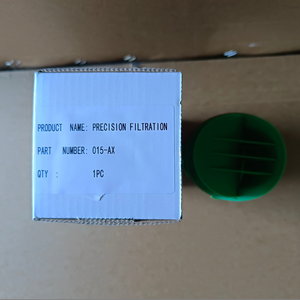 PRODUCT NAME: PRECISION FILTRATION
PART NUMBER: 015-AX
QTY : 1PC